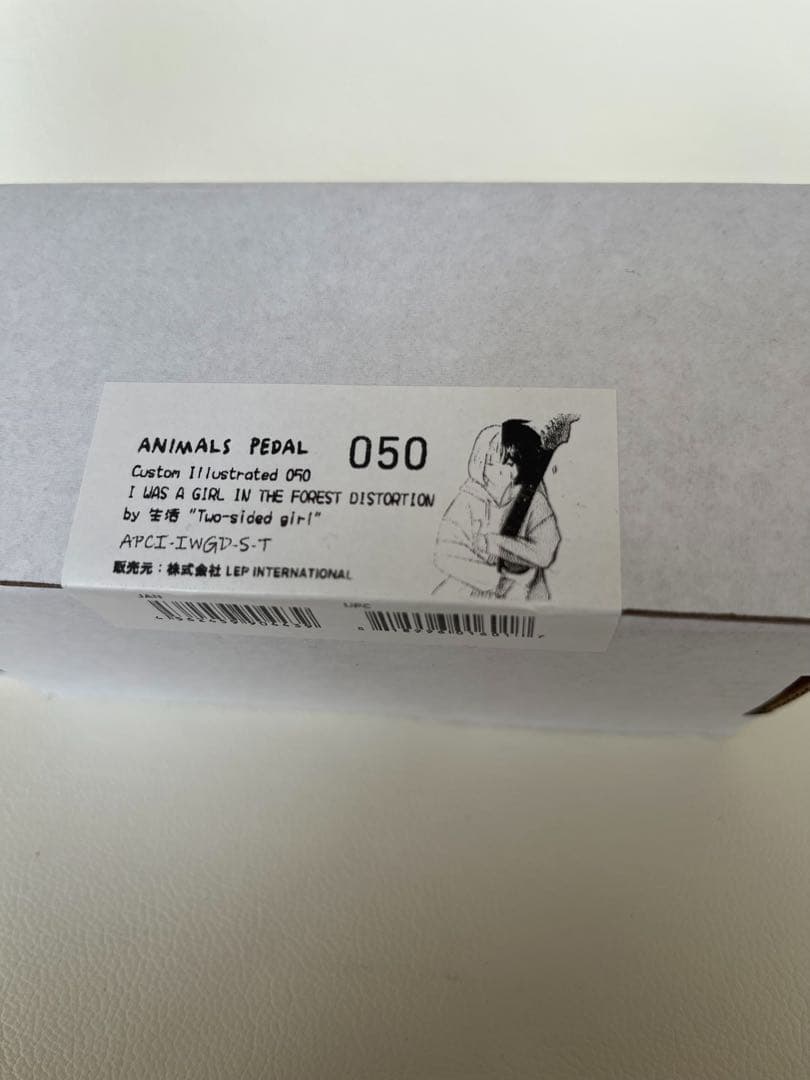 ANIMALS PEDAL 050
Custom Illustrated 050
I WAS A GIRL IN THE FOREST DISTORTION
by 生活 "Two-sided girl"
APCI-IWGD-S-T
販売元：株式会社 LEP INTERNATIONAL
JAN UPC